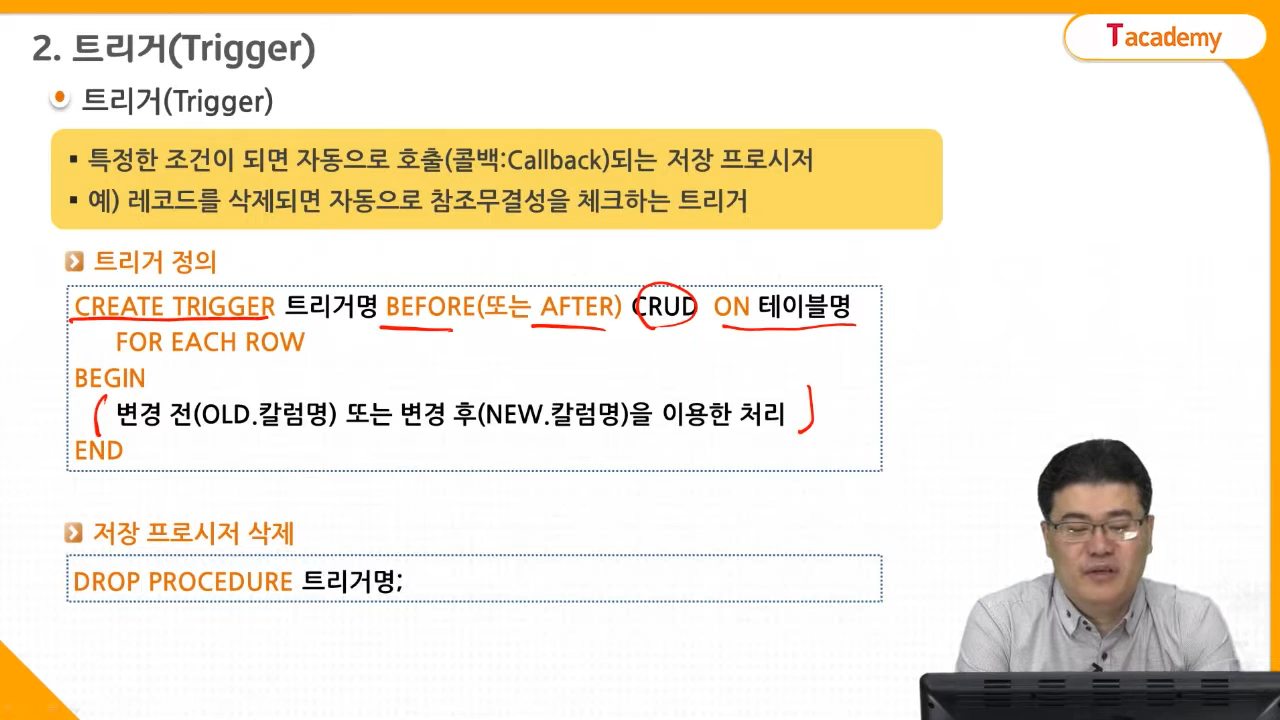 2. 트리거(Trigger)
Tacademy
트리거(Trigger)
▪ 특정한 조건이 되면 자동으로 호출(콜백:Callback)되는 저장 프로시저
▪ 예) 레코드를 삭제되면 자동으로 참조무결성을 체크하는 트리거
트리거 정의
CREATE TRIGGER 트리거명 BEFORE(또는 AFTER) CRUD ON 테이블명
FOR EACH ROW
BEGIN
변경 전(OLD.칼럼명) 또는 변경 후(NEW.칼럼명)을 이용한 처리
END
저장 프로시저 삭제
DROP PROCEDURE 트리거명;